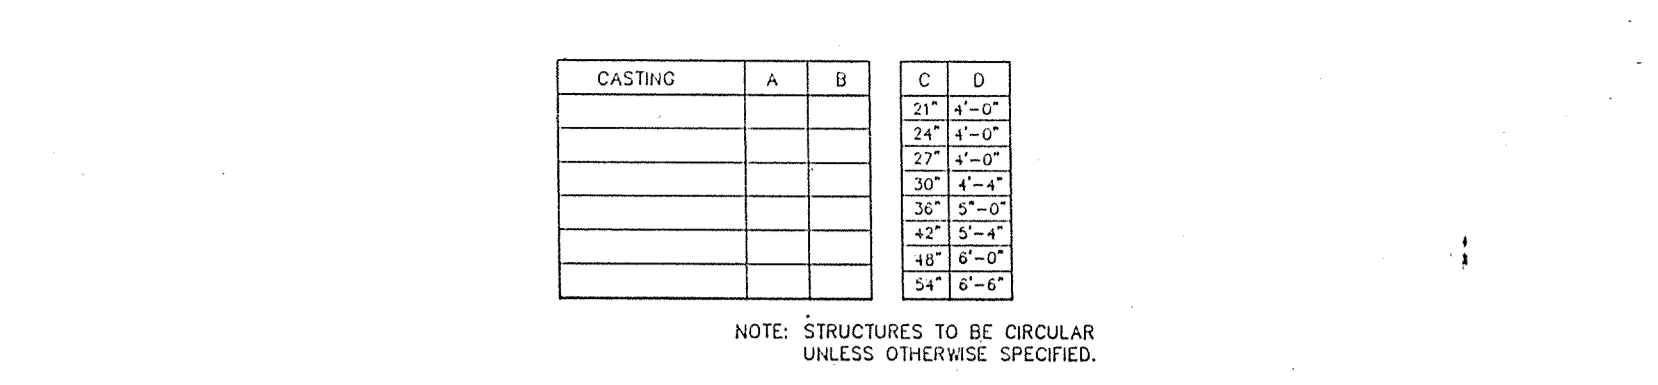 CASTING A B C D
21" 4'-0"
24" 4'-0"
27" 4'-0"
30" 4'-4"
36" 5"-0"
42" 5'-4"
48" 6'-0"
54" 6'-6"
NOTE: STRUCTURES TO BE CIRCULAR
UNLESS OTHERWISE SPECIFIED.